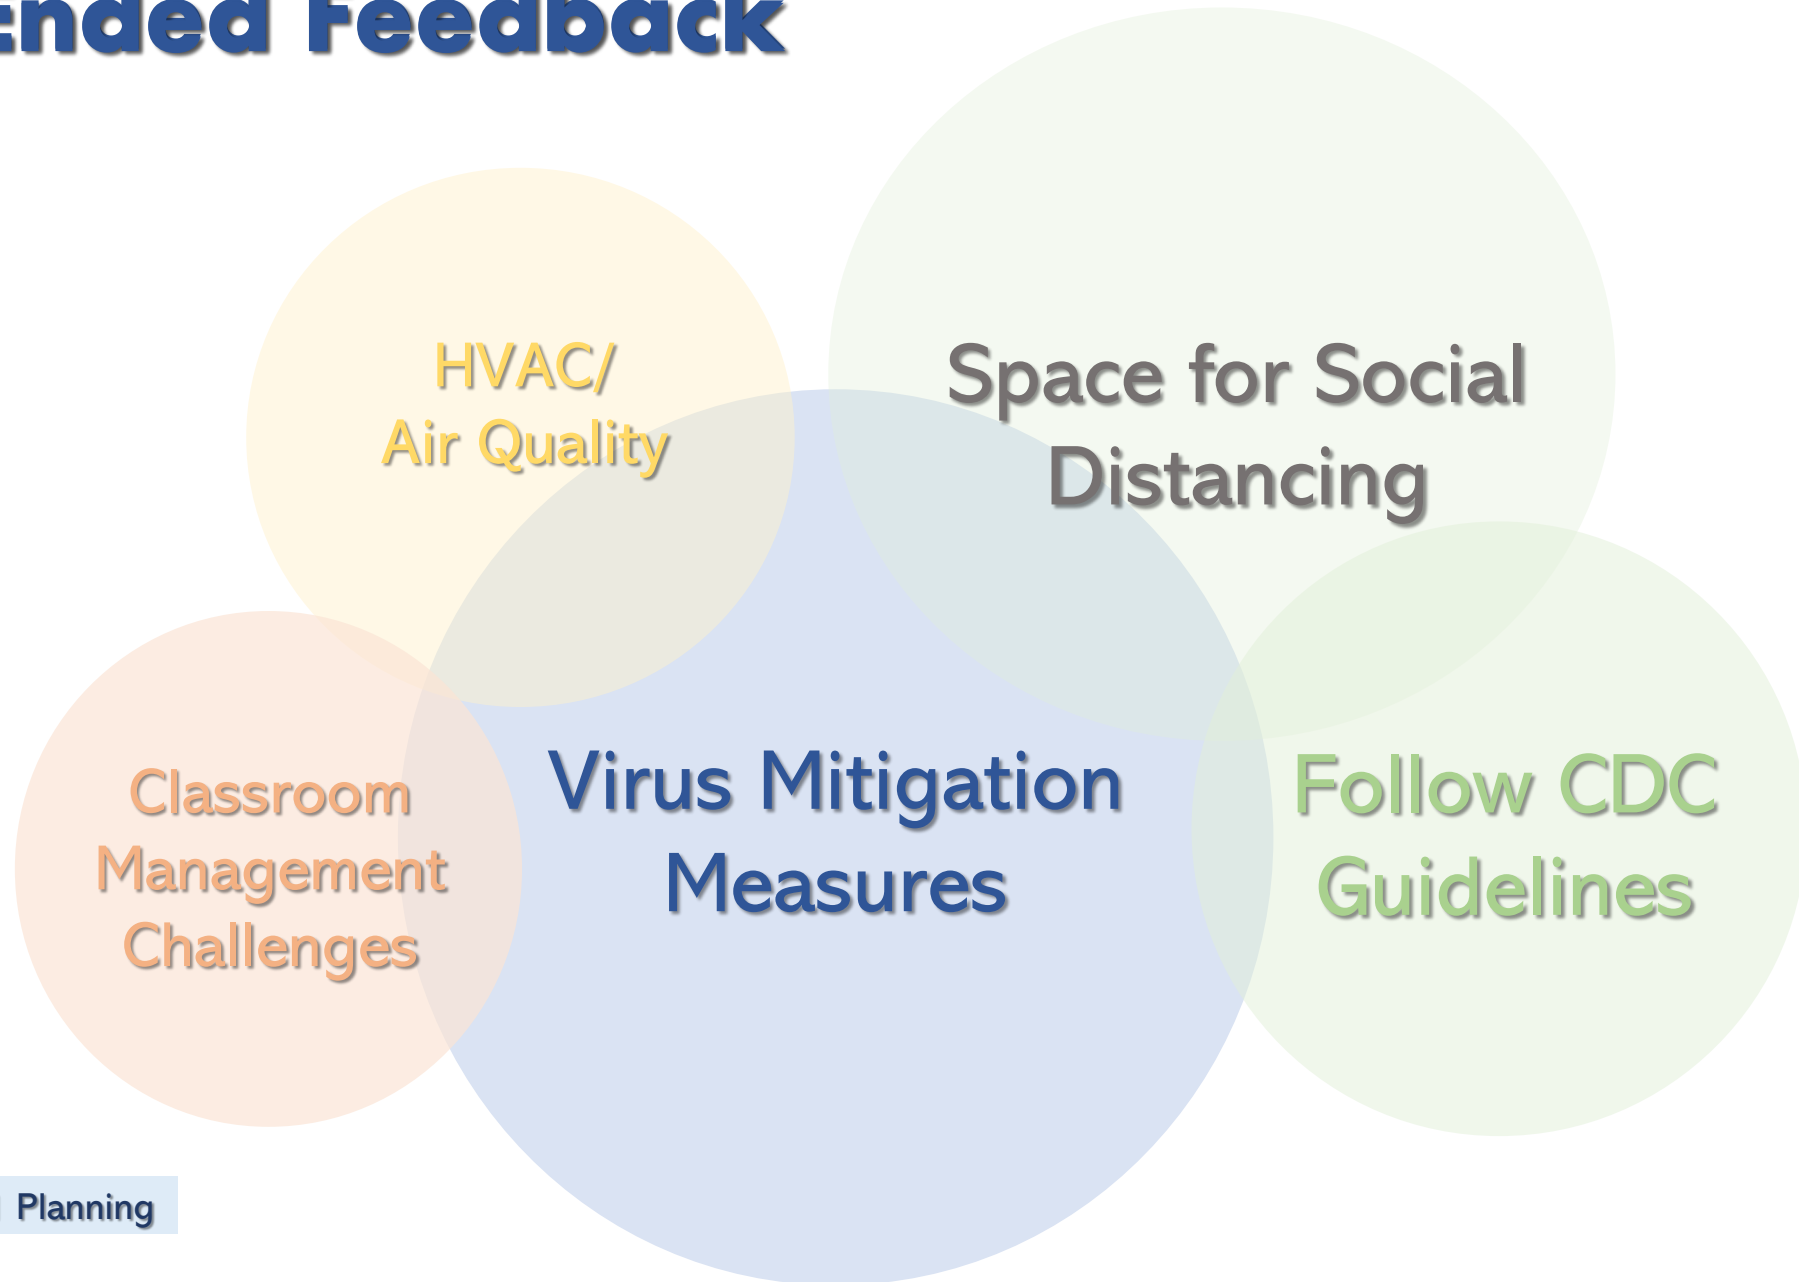 Ended Feedback
HVAC/
Air Quality
Space for Social
Distancing
Classroom
Management
Challenges
Virus Mitigation
Measures
Follow CDC
Guidelines
Planning